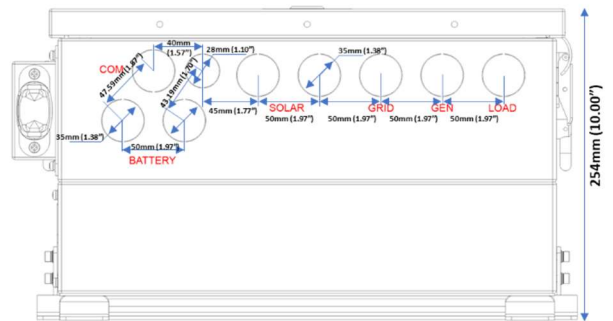 40mm
(1.57")
28mm (1.10")
35mm (1.38")
COM
47.59mm (1.87")
43.19mm (1.70")
45mm (1.77")
SOLAR
GRID
GEN
LOAD
50mm (1.97")
50mm (1.97")
50mm (1.97")
50mm (1.97")
35mm (1.38")
50mm (1.97")
BATTERY
254mm (10.00")